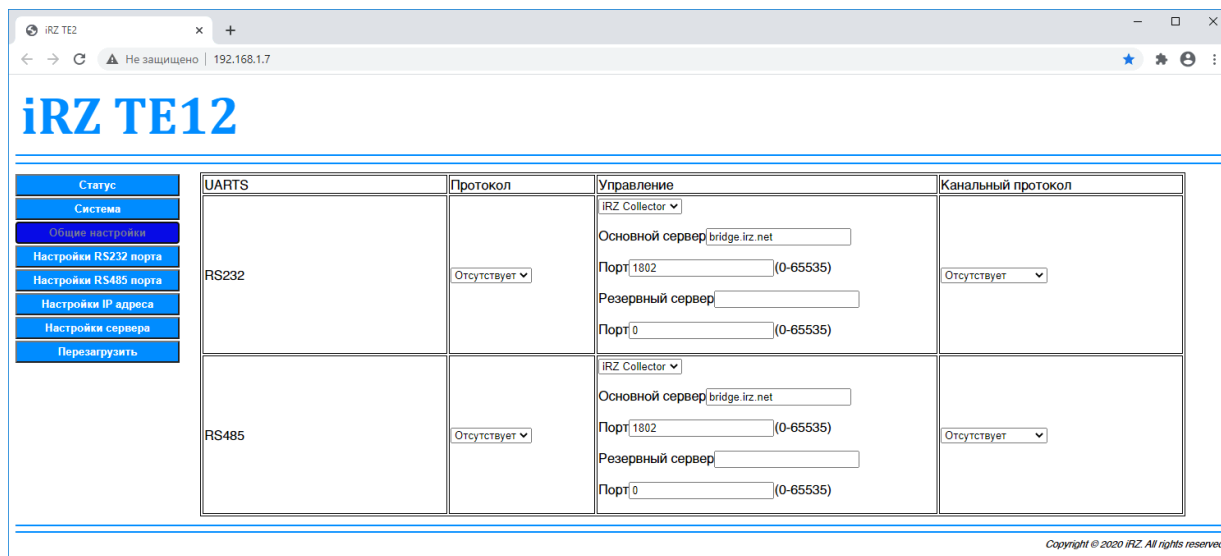 iRZ TE2
Не защищено | 192.168.1.7
iRZ TE12
Статус
Система
Общие настройки
Настройки RS232 порта
Настройки RS485 порта
Настройки IP адреса
Настройки сервера
Перезагрузить
UARTS Протокол Управление Канальный протокол
RS232
Отсутствует
iRZ Collector
Основной сервер bridge.irz.net
Порт 1802 (0-65535)
Резервный сервер
Порт 0 (0-65535)
Отсутствует
RS485
Отсутствует
iRZ Collector
Основной сервер bridge.irz.net
Порт 1802 (0-65535)
Резервный сервер
Порт 0 (0-65535)
Отсутствует
Copyright © 2020 iRZ. All rights reserved